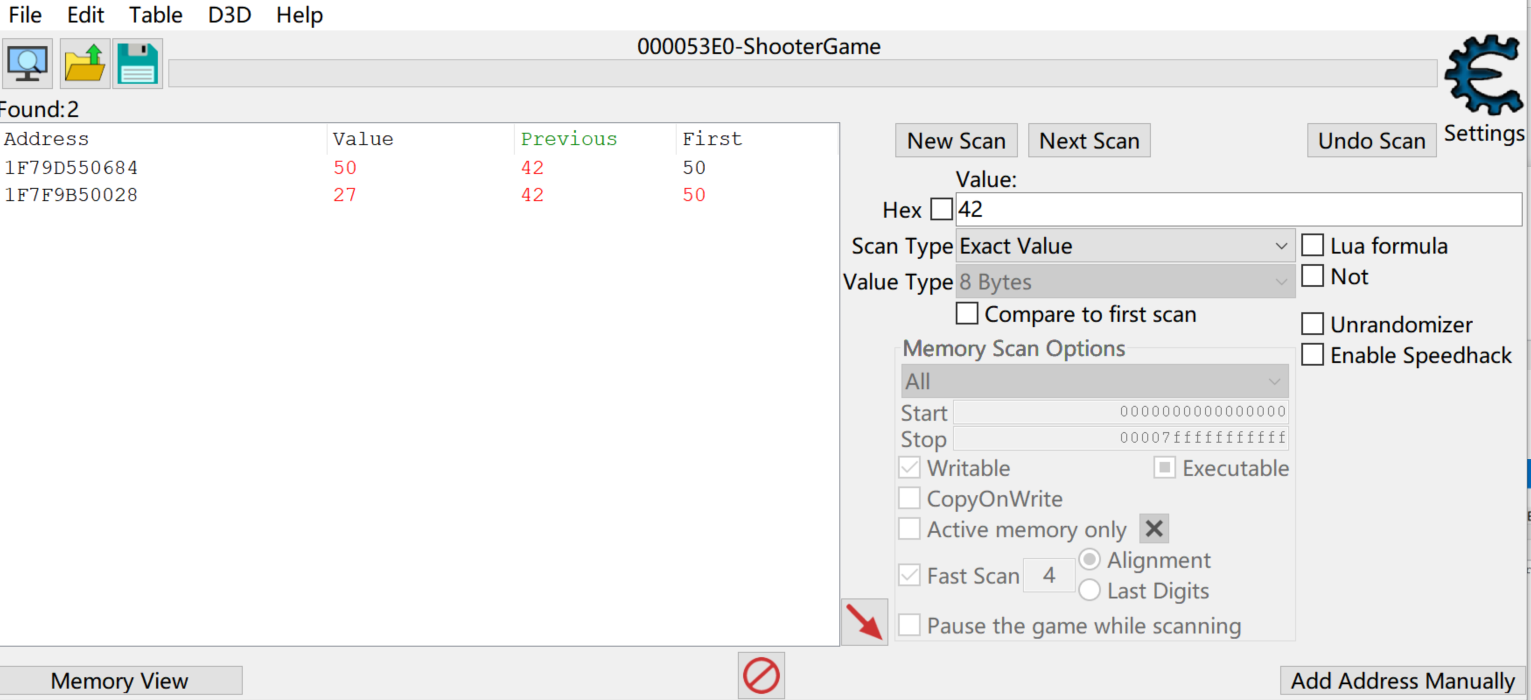 File Edit Table D3D Help
000053E0-ShooterGame
Found:2
Address Value Previous First
1F79D550684 50 42 50
1F7F9B50028 27 42 50
New Scan Next Scan Undo Scan Settings
Value:
Hex 42
Scan Type Exact Value Lua formula
Value Type 8 Bytes Not
Compare to first scan
Unrandomizer
Memory Scan Options
Enable Speedhack
All
Start 0000000000000000
Stop 00007fffffffffff
Writable Executable
CopyOnWrite
Active memory only
Fast Scan 4 Alignment
Last Digits
Pause the game while scanning
Memory View Add Address Manually